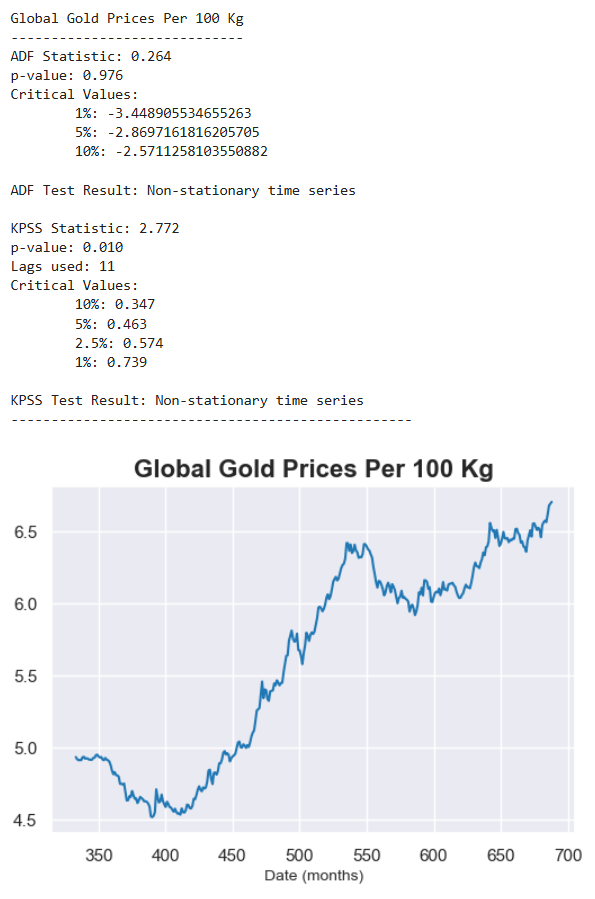 Global Gold Prices Per 100 Kg
-----------------------------
ADF Statistic: 0.264
p-value: 0.976
Critical Values:
1%: -3.448905534655263
5%: -2.8697161816205705
10%: -2.5711258103550882
ADF Test Result: Non-stationary time series
KPSS Statistic: 2.772
p-value: 0.010
Lags used: 11
Critical Values:
10%: 0.347
5%: 0.463
2.5%: 0.574
1%: 0.739
KPSS Test Result: Non-stationary time series
--------------------------------------------------
Global Gold Prices Per 100 Kg
6.5
6.0
5.5
5.0
4.5
350 400 450 500 550 600 650 700
Date (months)